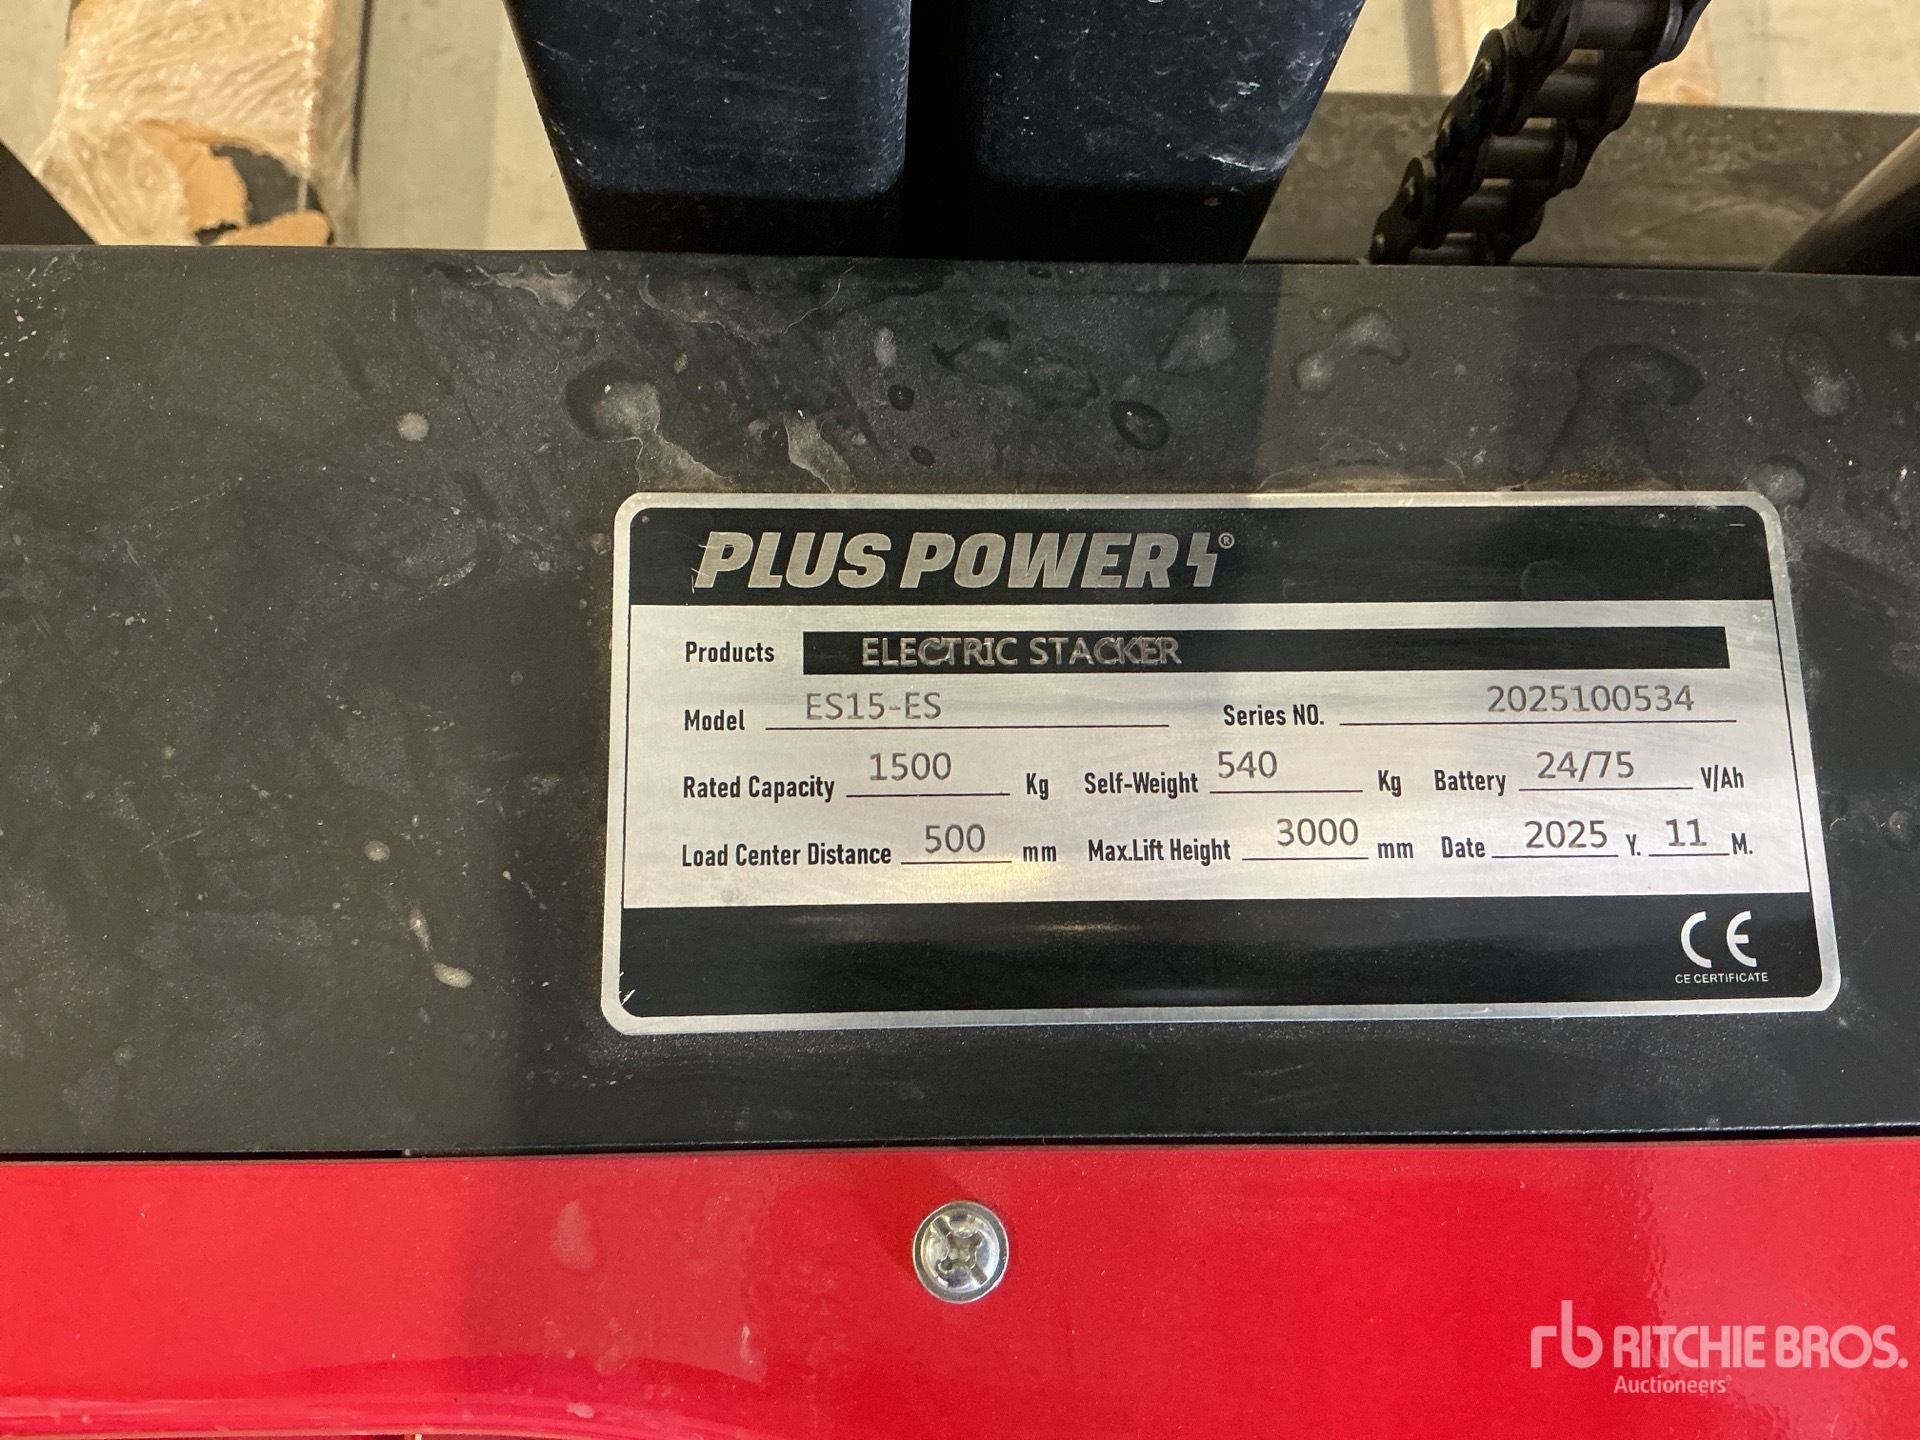 PLUS POWER ®
Products ELECTRIC STACKER
Model ES15-ES Series NO. 2025100534
Rated Capacity 1500 Kg Self-Weight 540 Kg Battery 24/75 V/Ah
Load Center Distance 500 mm Max.Lift Height 3000 mm Date 2025 Y. 11 M.
CE
CE CERTIFICATE
rb RITCHIE BROS.
Auctioneers